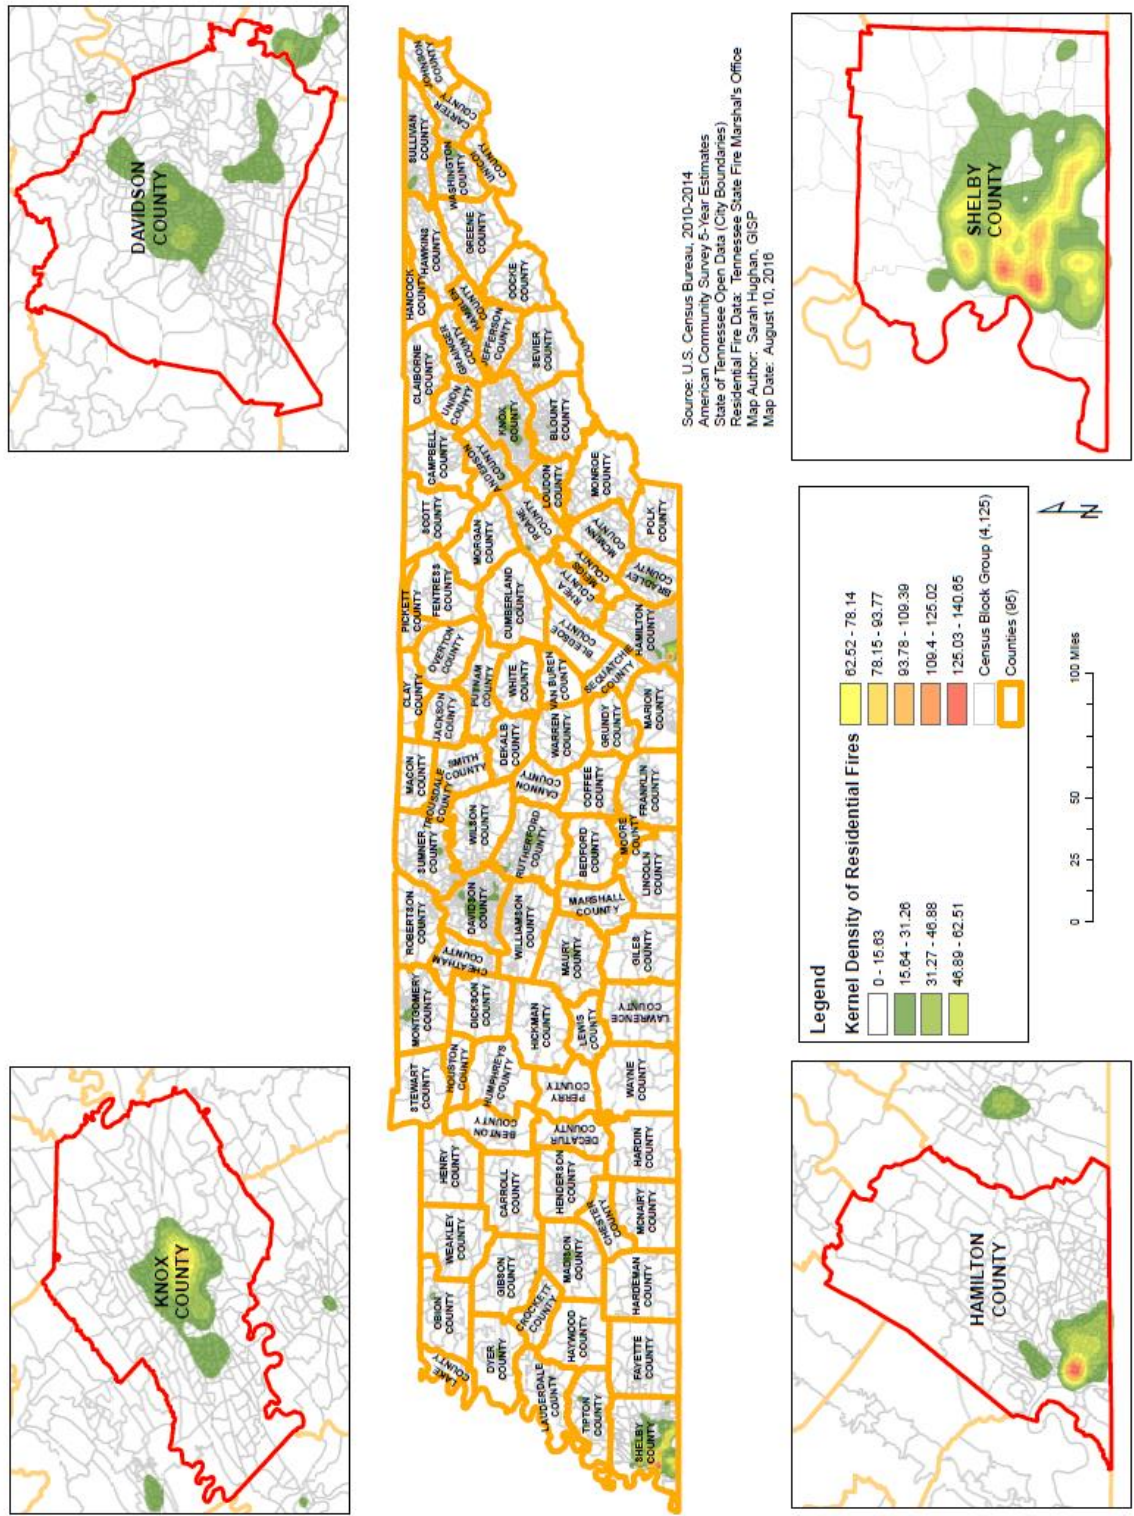 KNOX
COUNTY
DAVIDSON
COUNTY
STEWART
COUNTY
MONTGOMERY
COUNTY
ROBERTSON
COUNTY
SUMNER
COUNTY
MACON
COUNTY
TROUSDALE
COUNTY
CLAY
COUNTY
PICKETT
COUNTY
SCOTT
COUNTY
CAMPBELL
COUNTY
CLAIBORNE
COUNTY
HANCOCK
COUNTY
HAWKINS
COUNTY
SULLIVAN
COUNTY
JOHNSON
COUNTY
CARTER
COUNTY
LAKE
COUNTY
OBION
COUNTY
WEAKLEY
COUNTY
HENRY
COUNTY
HOUSTON
COUNTY
DICKSON
COUNTY
CHEATHAM
COUNTY
DAVIDSON
COUNTY
WILSON
COUNTY
SMITH
COUNTY
JACKSON
COUNTY
OVERTON
COUNTY
FENTRESS
COUNTY
MORGAN
COUNTY
ANDERSON
COUNTY
UNION
COUNTY
GRAINGER
COUNTY
HAMBLEN
COUNTY
GREENE
COUNTY
WASHINGTON
COUNTY
UNICOI
COUNTY
DYER
COUNTY
GIBSON
COUNTY
CARROLL
COUNTY
BENTON
COUNTY
HUMPHREYS
COUNTY
HICKMAN
COUNTY
WILLIAMSON
COUNTY
RUTHERFORD
COUNTY
CANNON
COUNTY
DEKALB
COUNTY
PUTNAM
COUNTY
WHITE
COUNTY
CUMBERLAND
COUNTY
ROANE
COUNTY
KNOX
COUNTY
JEFFERSON
COUNTY
COCKE
COUNTY
LAUDERDALE
COUNTY
CROCKETT
COUNTY
HAYWOOD
COUNTY
MADISON
COUNTY
HENDERSON
COUNTY
DECATUR
COUNTY
PERRY
COUNTY
LEWIS
COUNTY
MAURY
COUNTY
MARSHALL
COUNTY
BEDFORD
COUNTY
COFFEE
COUNTY
WARREN
COUNTY
VAN BUREN
COUNTY
BLEDSOE
COUNTY
RHEA
COUNTY
MEIGS
COUNTY
LOUDON
COUNTY
BLOUNT
COUNTY
SEVIER
COUNTY
TIPTON
COUNTY
SHELBY
COUNTY
FAYETTE
COUNTY
HARDEMAN
COUNTY
CHESTER
COUNTY
MCNAIRY
COUNTY
HARDIN
COUNTY
WAYNE
COUNTY
LAWRENCE
COUNTY
GILES
COUNTY
LINCOLN
COUNTY
MOORE
COUNTY
FRANKLIN
COUNTY
GRUNDY
COUNTY
MARION
COUNTY
SEQUATCHIE
COUNTY
HAMILTON
COUNTY
BRADLEY
COUNTY
MCMINN
COUNTY
MONROE
COUNTY
POLK
COUNTY
Source: U.S. Census Bureau, 2010-2014
American Community Survey 5-Year Estimates
State of Tennessee Open Data (City Boundaries)
Residential Fire Data: Tennessee State Fire Marshal's Office
Map Author: Sarah Hughan, GISP
Map Date: August 10, 2016
HAMILTON
COUNTY
Legend
Kernel Density of Residential Fires
0 - 15.63
15.64 - 31.26
31.27 - 46.88
46.89 - 62.51
62.52 - 78.14
78.15 - 93.77
93.78 - 109.39
109.4 - 125.02
125.03 - 140.65
Census Block Group (4,125)
Counties (95)
0 25 50 100 Miles
N
SHELBY
COUNTY